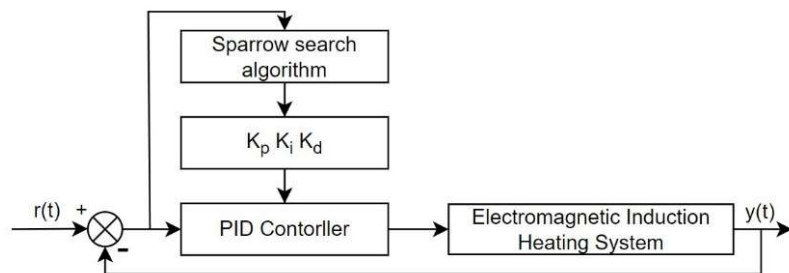 Sparrow search
algorithm
K_p K_i K_d
r(t)
+
-
PID Contorller
Electromagnetic Induction
Heating System
y(t)